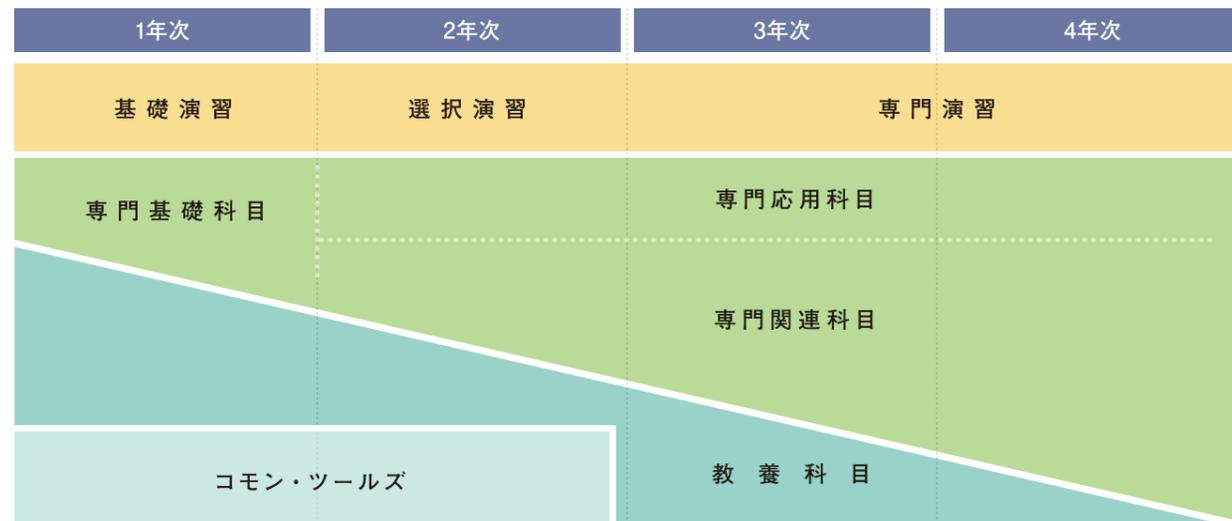 1年次 2年次 3年次 4年次
基礎演習 選択演習 専門演習
専門基礎科目
専門応用科目
専門関連科目
教養科目
コモン・ツールズ